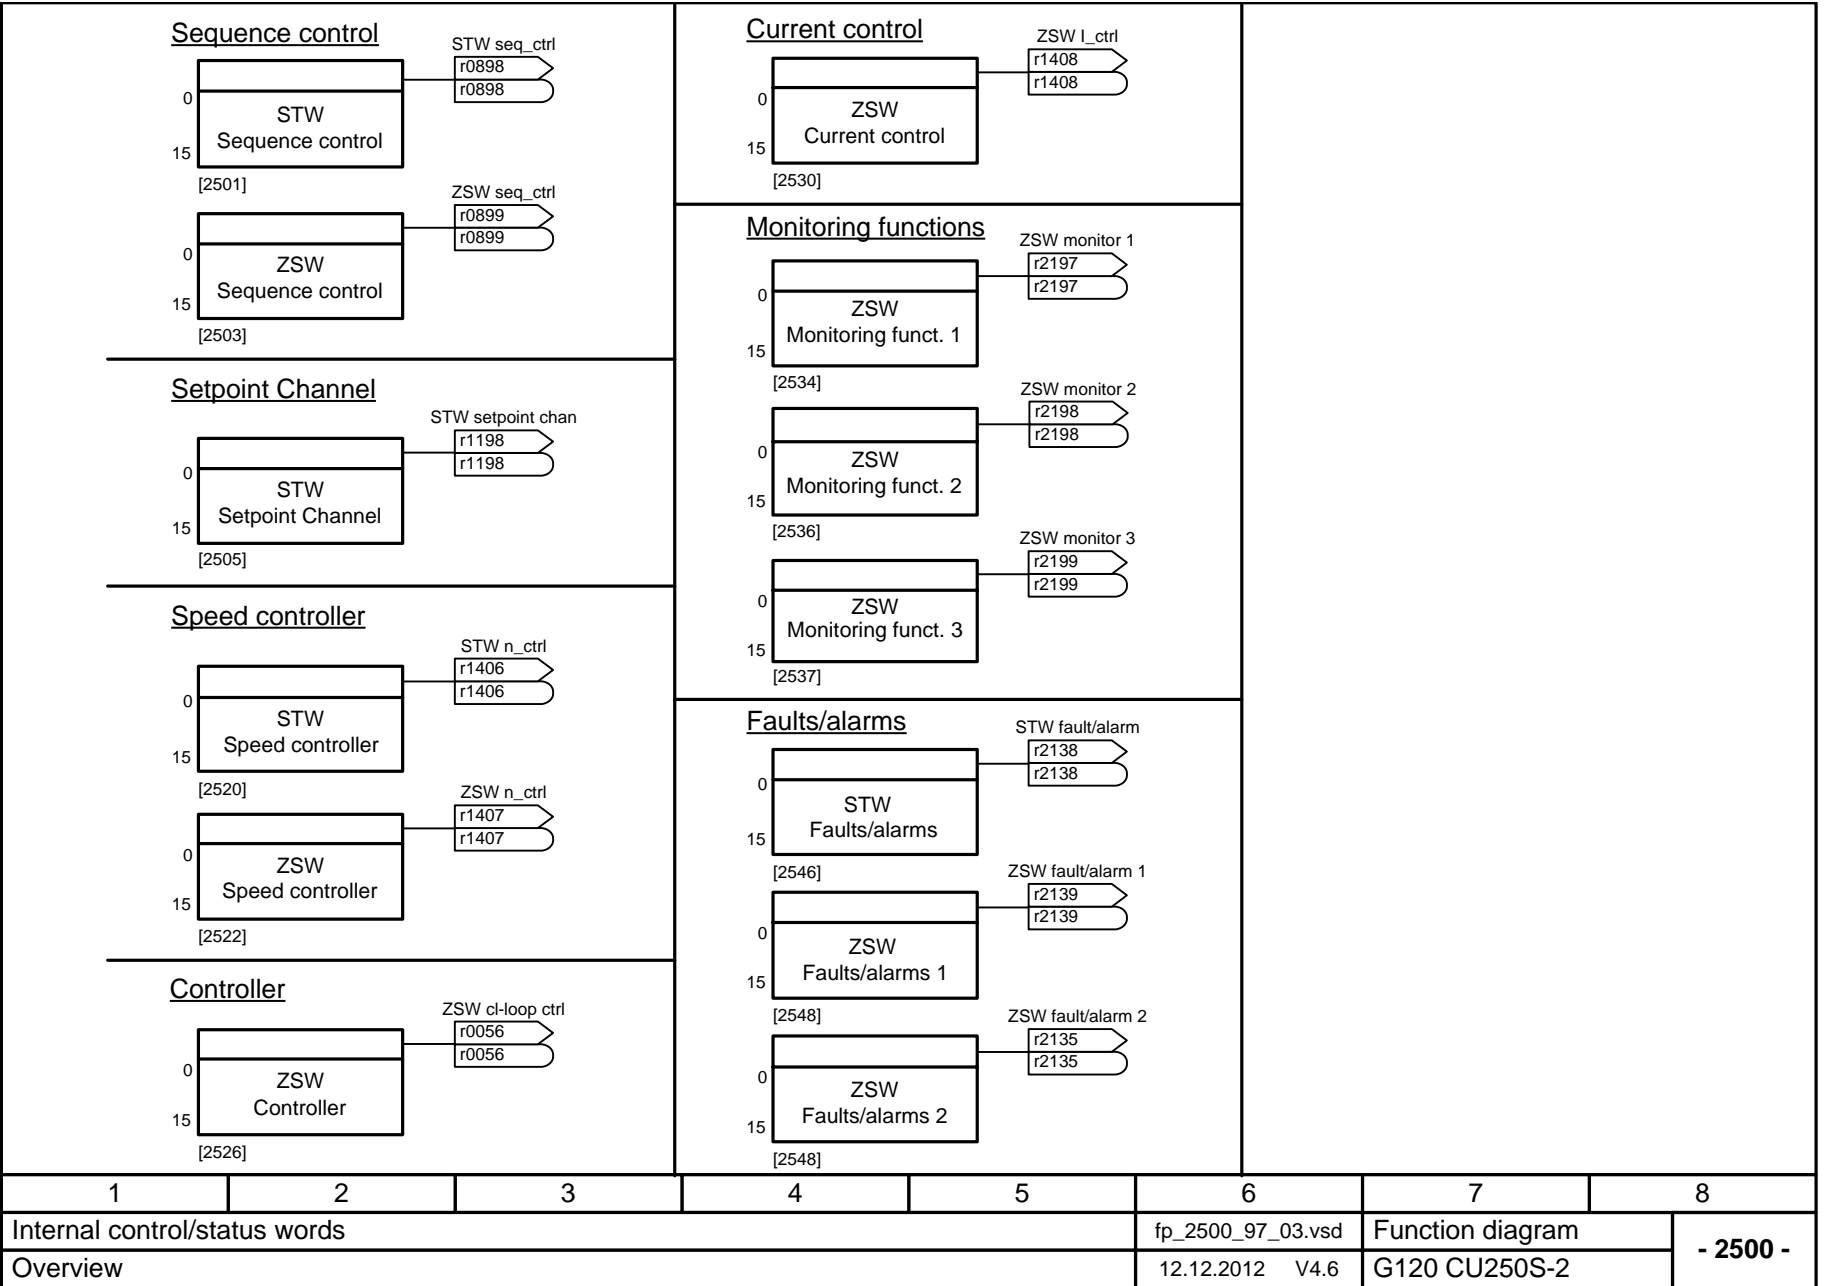 Sequence control
STW seq_ctrl
r0898
r0898
0
STW
Sequence control
15
[2501]
ZSW seq_ctrl
r0899
r0899
0
ZSW
Sequence control
15
[2503]
Setpoint Channel
STW setpoint chan
r1198
r1198
0
STW
Setpoint Channel
15
[2505]
Speed controller
STW n_ctrl
r1406
r1406
0
STW
Speed controller
15
[2520]
ZSW n_ctrl
r1407
r1407
0
ZSW
Speed controller
15
[2522]
Controller
ZSW cl-loop ctrl
r0056
r0056
0
ZSW
Controller
15
[2526]
Current control
ZSW I_ctrl
r1408
r1408
0
ZSW
Current control
15
[2530]
Monitoring functions
ZSW monitor 1
r2197
r2197
0
ZSW
Monitoring funct. 1
15
[2534]
ZSW monitor 2
r2198
r2198
0
ZSW
Monitoring funct. 2
15
[2536]
ZSW monitor 3
r2199
r2199
0
ZSW
Monitoring funct. 3
15
[2537]
Faults/alarms
STW fault/alarm
r2138
r2138
0
STW
Faults/alarms
15
[2546]
ZSW fault/alarm 1
r2139
r2139
0
ZSW
Faults/alarms 1
15
[2548]
ZSW fault/alarm 2
r2135
r2135
0
ZSW
Faults/alarms 2
15
[2548]
1 2 3 4 5 6 7 8
Internal control/status words
fp_2500_97_03.vsd
Function diagram
- 2500 -
Overview
12.12.2012 V4.6
G120 CU250S-2